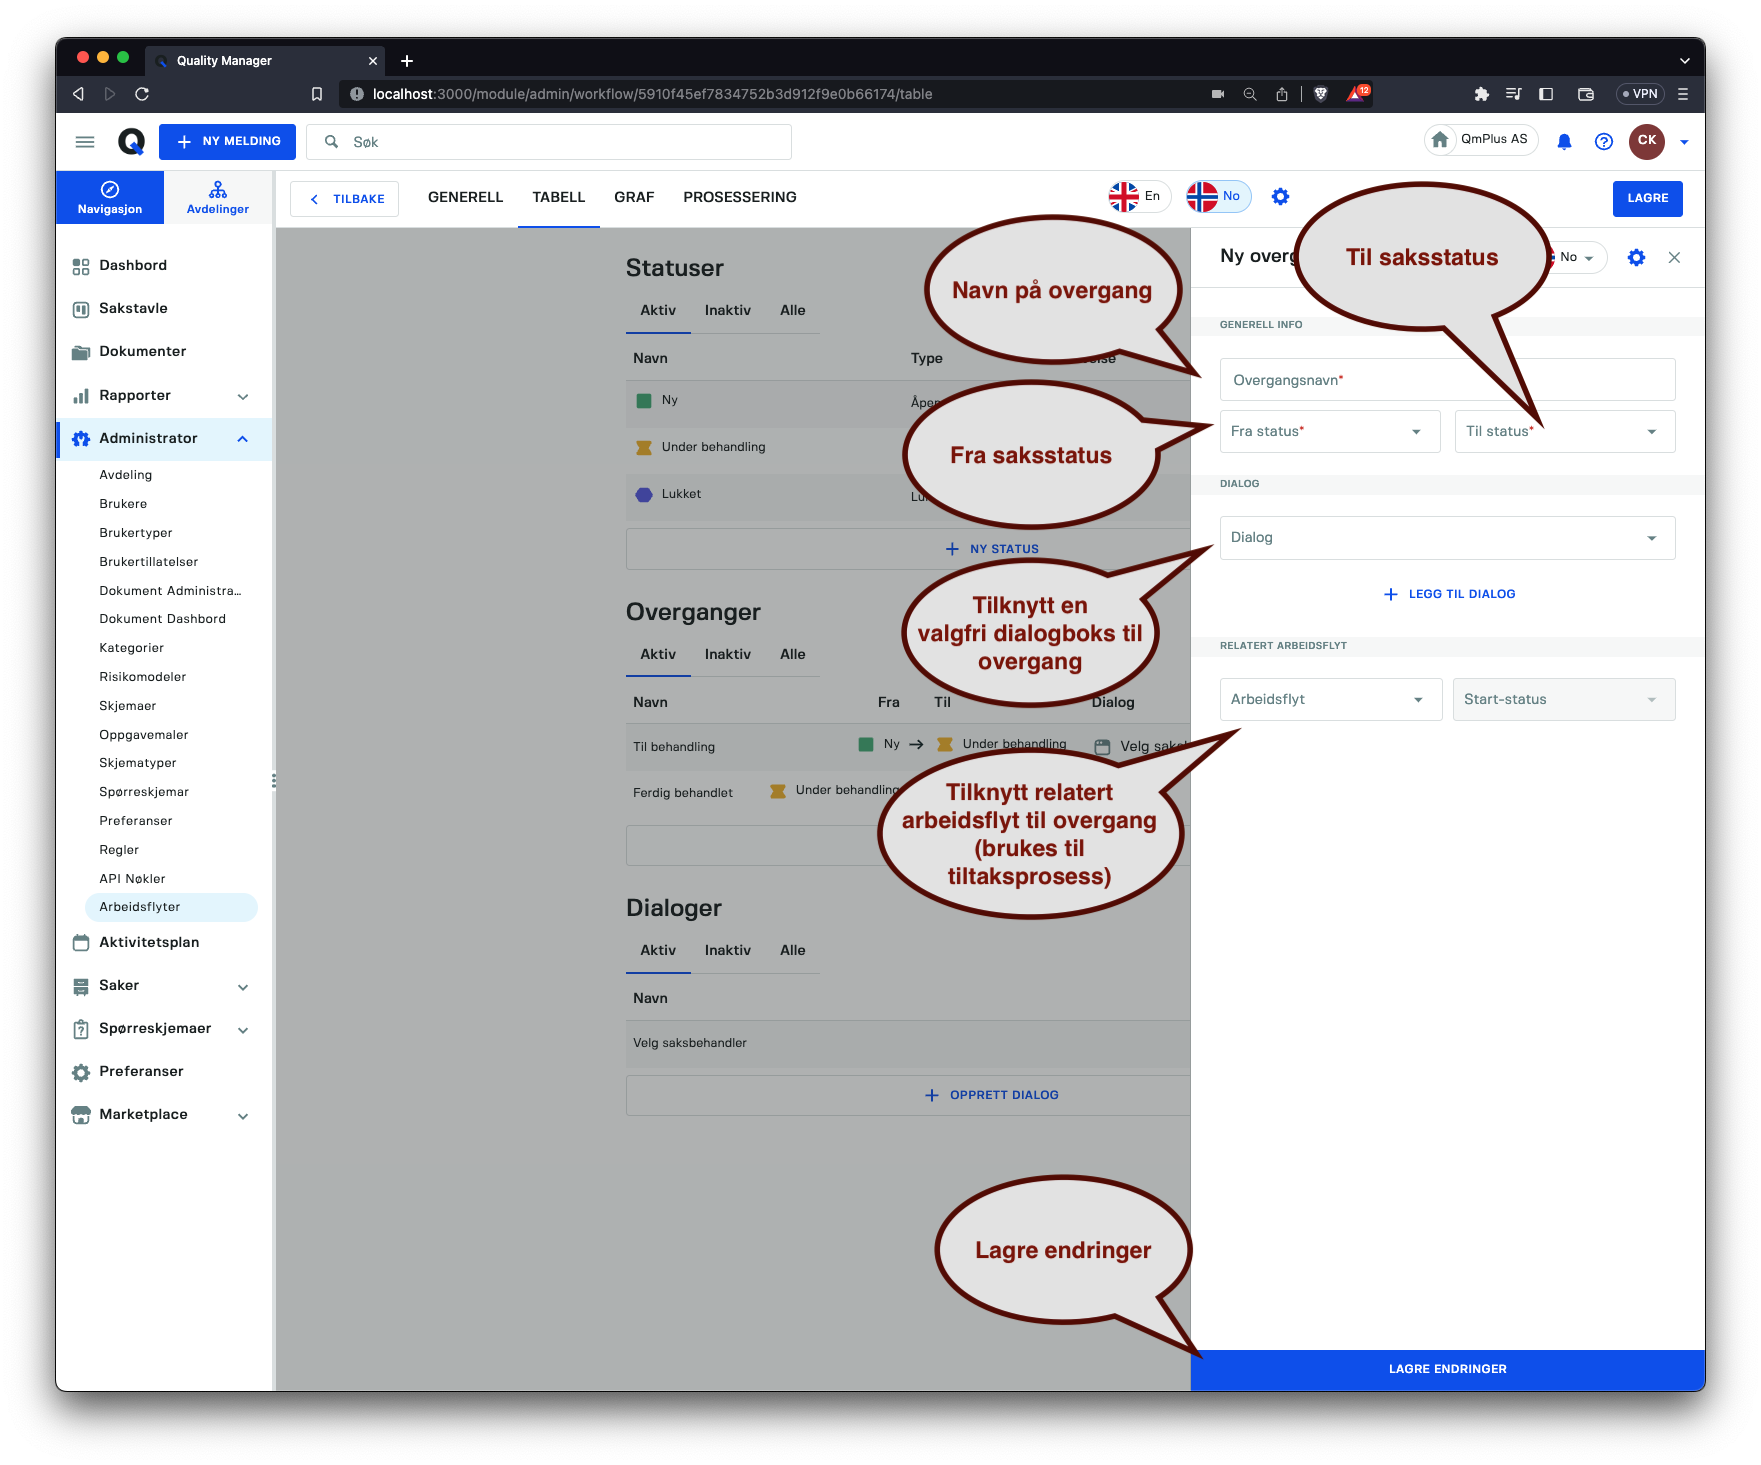 Quality Manager
localhost:3000/module/admin/workflow/5910f45ef7834752b3d912f9e0b66174/table
12
VPN
NY MELDING
Søk
QmPlus AS
CK
Navigasjon
Avdelinger
TILBAKE
GENERELL
TABELL
GRAF
PROSESSERING
En
No
LAGRE
Dashbord
Sakstavle
Dokumenter
Rapporter
Administrator
Avdeling
Brukere
Brukertyper
Brukertillatelser
Dokument Administra...
Dokument Dashbord
Kategorier
Risikomodeler
Skjemaer
Oppgavemaler
Skjematyper
Spørreskjemar
Preferanser
Regler
API Nøkler
Arbeidsflyter
Aktivitetsplan
Saker
Spørreskjemaer
Preferanser
Marketplace
Statuser
Aktiv
Inaktiv
Alle
Navn
Type
Ny
Under behandling
Lukket
NY STATUS
Overganger
Aktiv
Inaktiv
Alle
Navn
Fra
Til
Dialog
Til behandling
Ny
Under behandling
Velg
Ferdig behandlet
Under behandling
Dialoger
Aktiv
Inaktiv
Alle
Navn
Velg saksbehandler
OPPRETT DIALOG
Navn på overgang
Fra saksstatus
Til saksstatus
Tilknytt en
valgfri dialogboks til
overgang
Tilknytt relatert
arbeidsflyt til overgang
(brukes til
tiltaksprosess)
Lagre endringer
Ny
No
GENERELL INFO
Overgangsnavn*
Fra status*
Til status*
DIALOG
Dialog
LEGG TIL DIALOG
RELATERT ARBEIDSFLYT
Arbeidsflyt
Start-status
LAGRE ENDRINGER